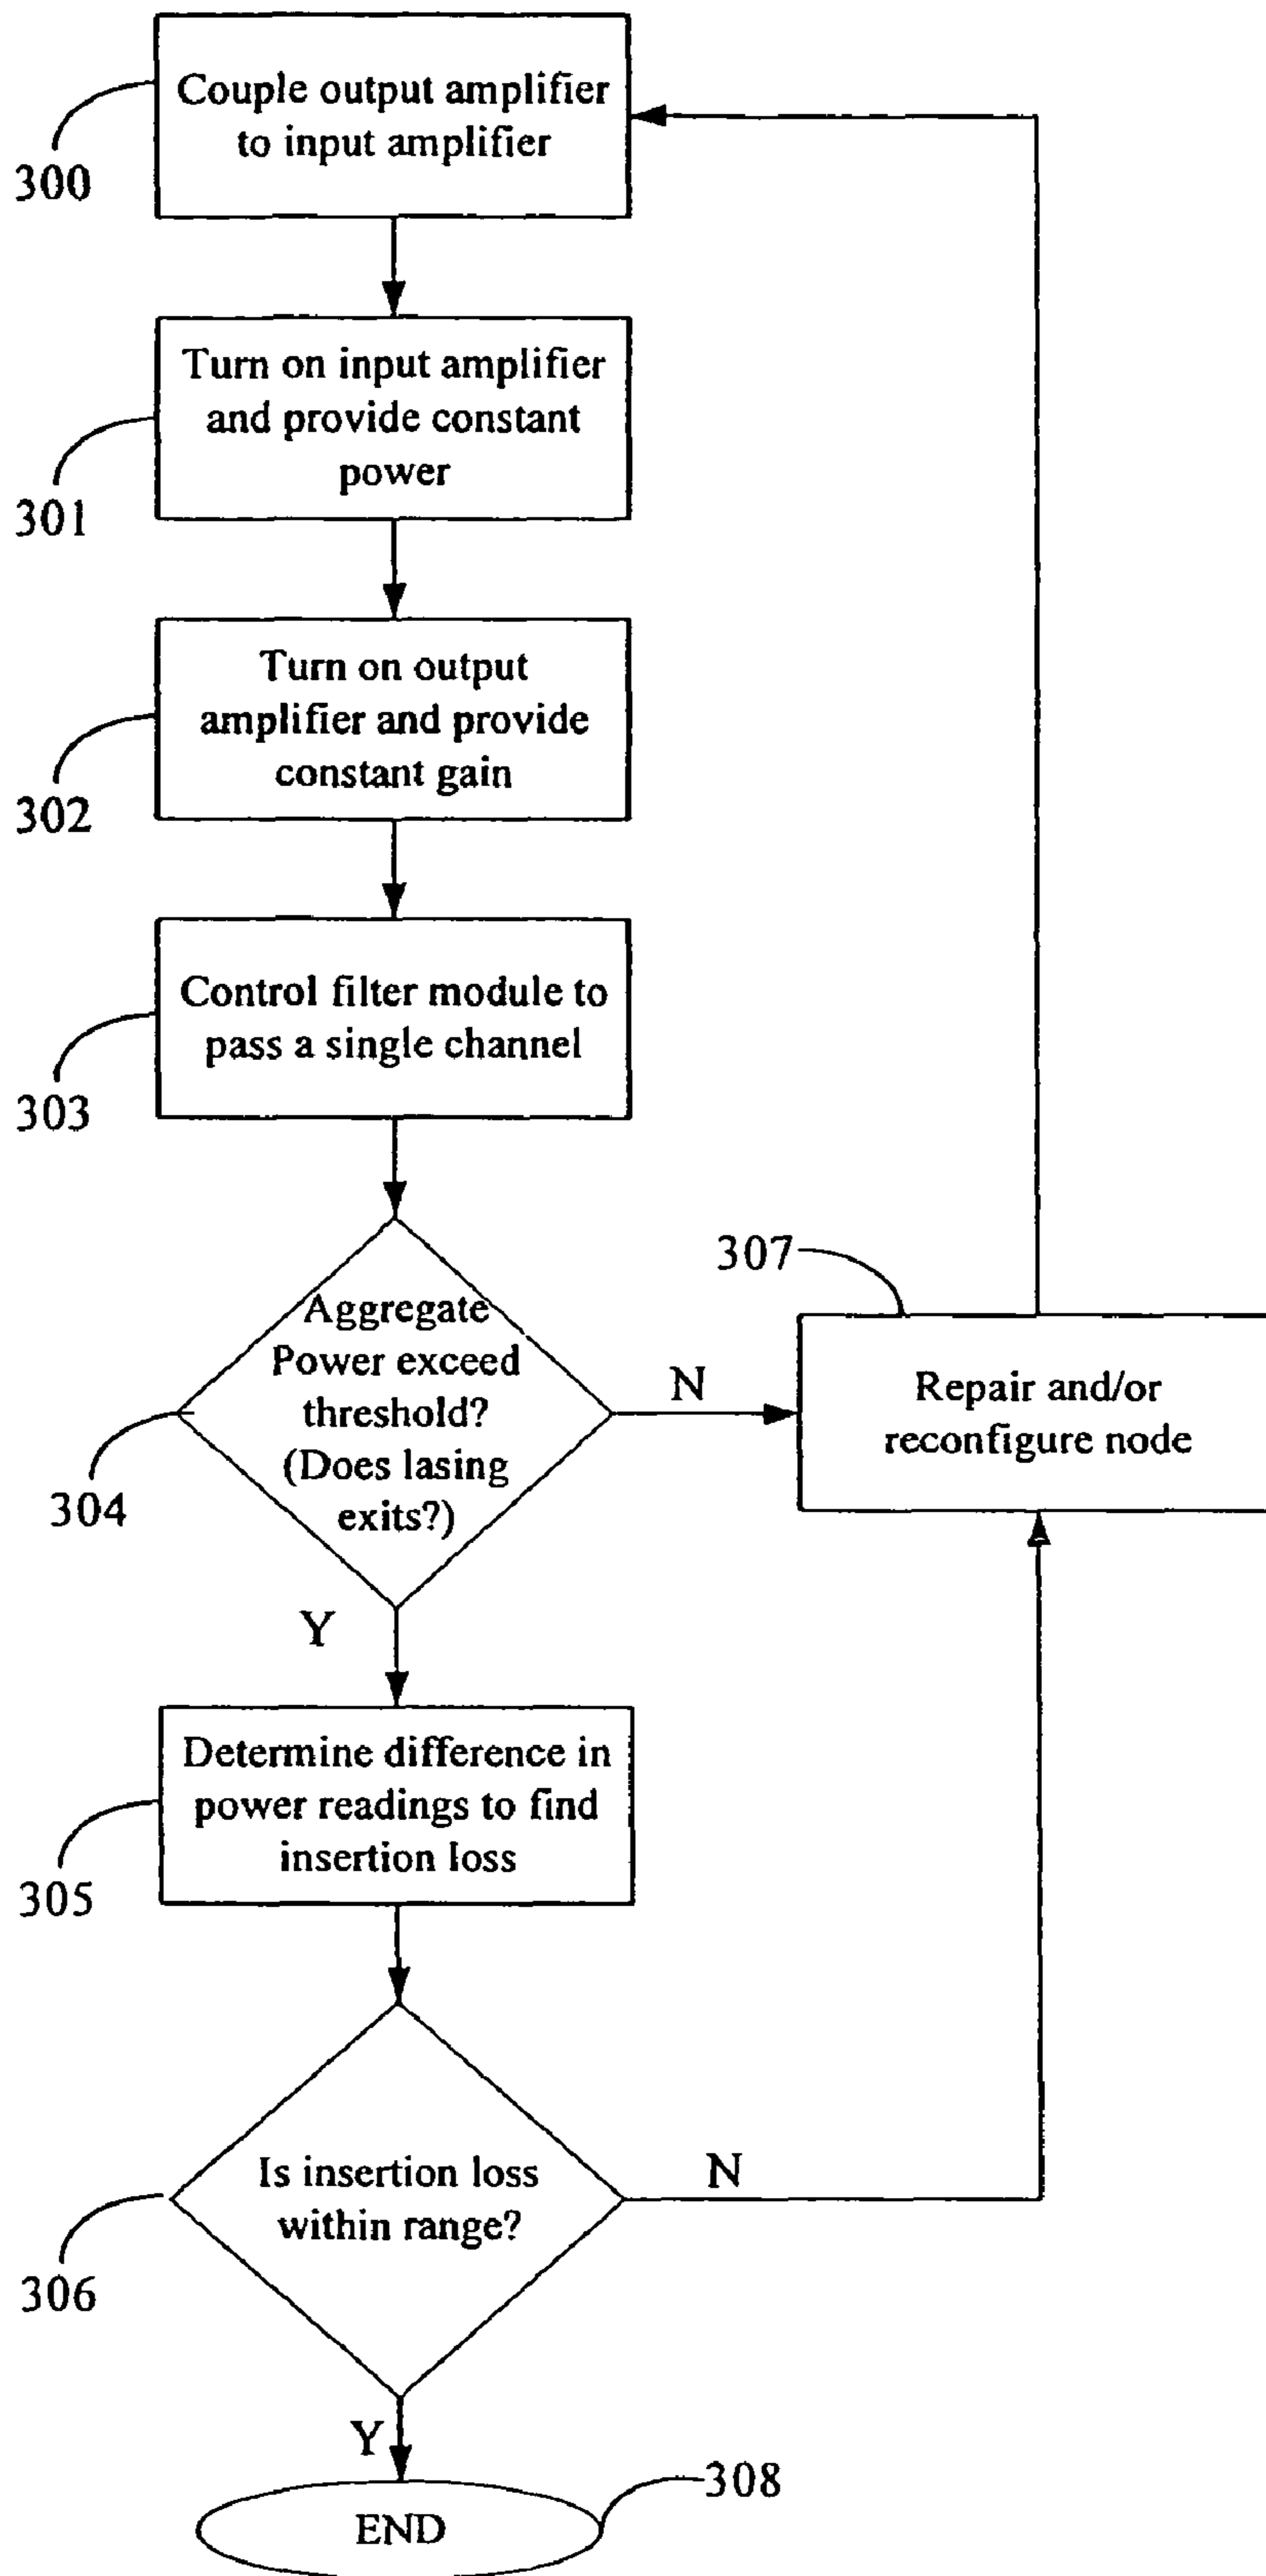 Couple output amplifier
to input amplifier
300
Turn on input amplifier
and provide constant
power
301
Turn on output
amplifier and provide
constant gain
302
Control filter module to
pass a single channel
303
Aggregate
Power exceed
threshold?
(Does lasing
exits?)
304
N
307
Repair and/or
reconfigure node
Y
Determine difference in
power readings to find
insertion loss
305
Is insertion loss
within range?
N
306
Y
308
END